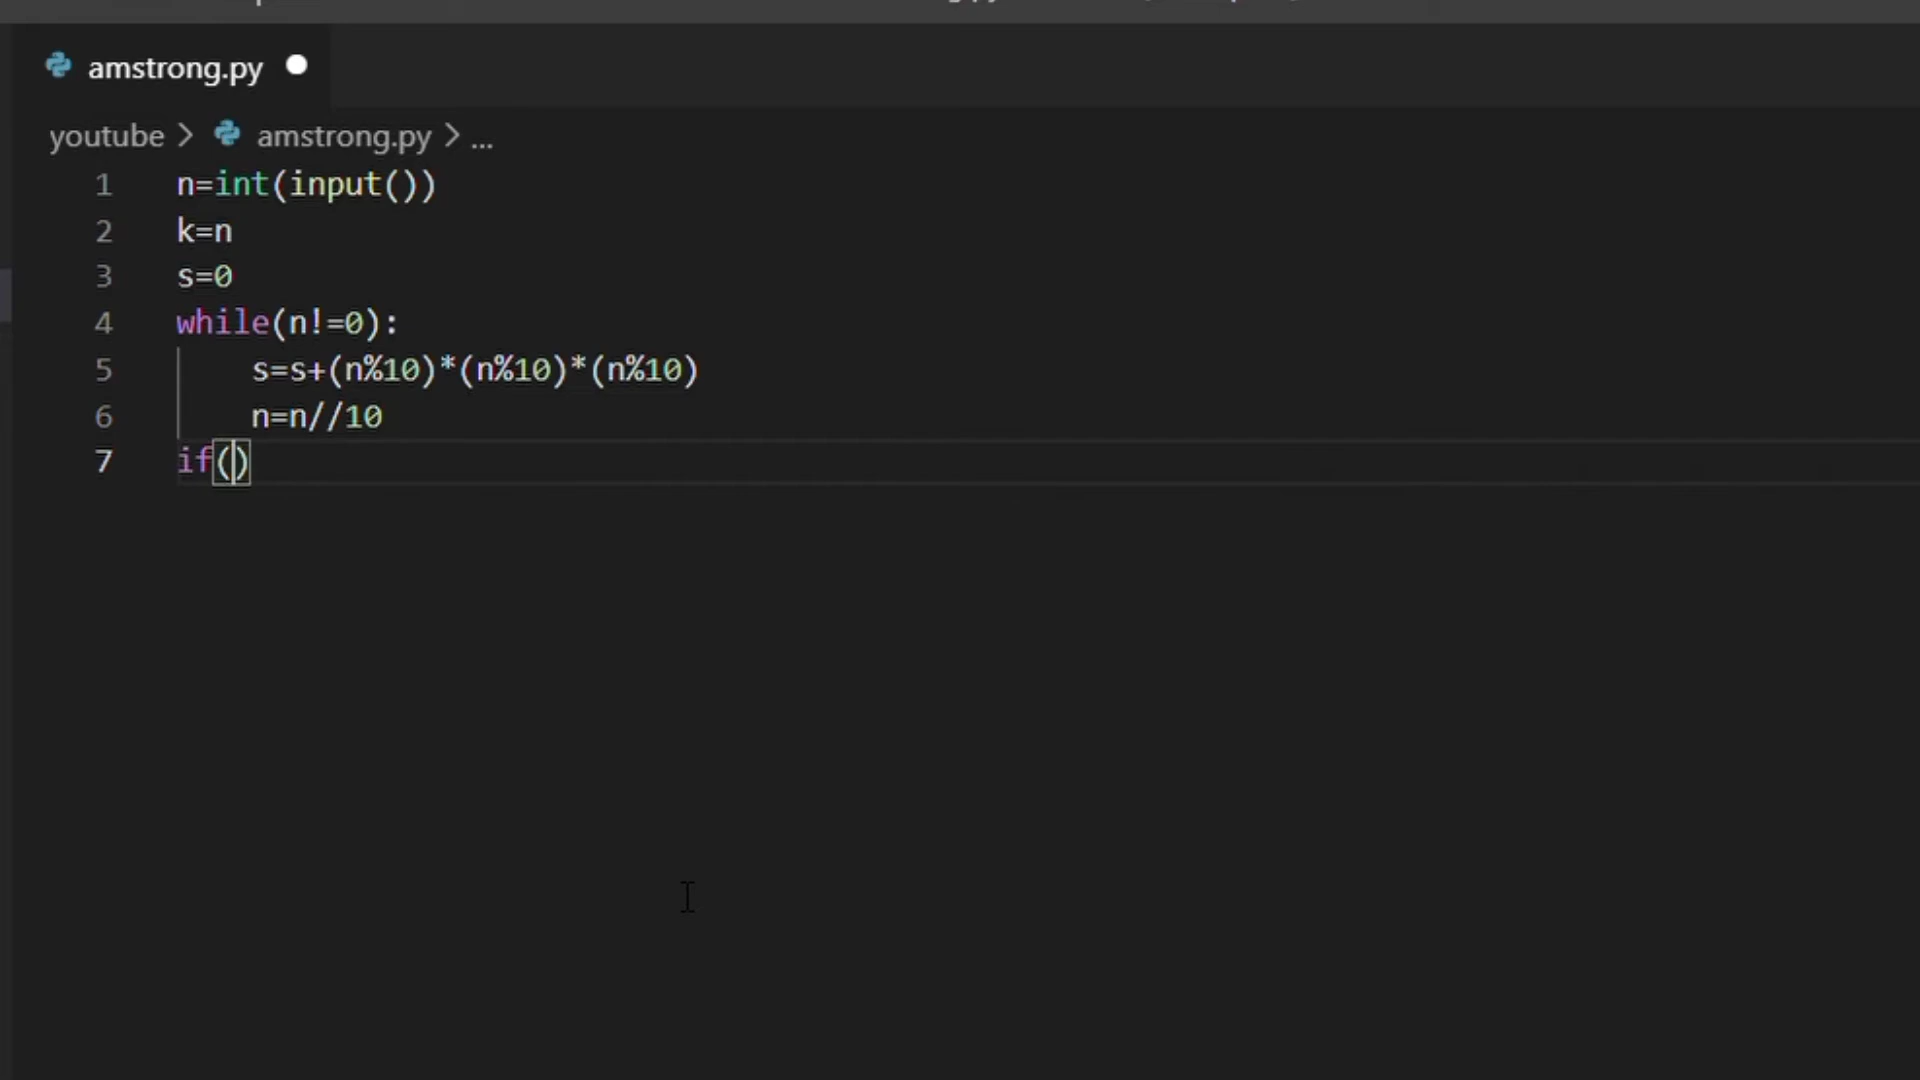 amstrong.py
youtube > amstrong.py > ...
1 n=int(input())
2 k=n
3 s=0
4 while(n!=0):
5     s=s+(n%10)*(n%10)*(n%10)
6     n=n//10
7 if()